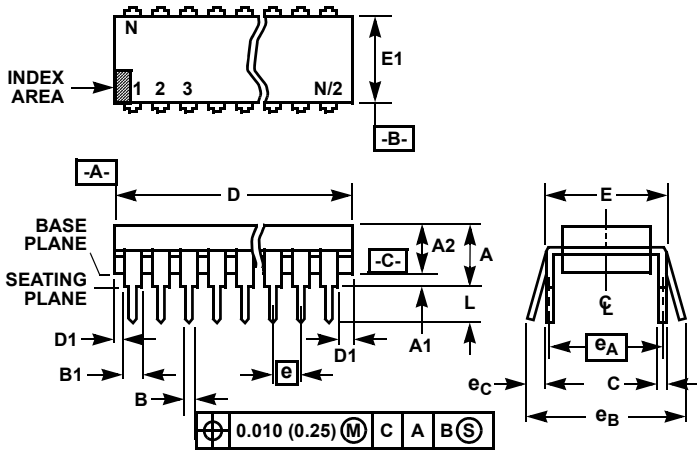 N
E1
INDEX
AREA
1 2 3 N/2
-B-
-A-
D
E
BASE
PLANE
A2
A
-C-
SEATING
PLANE
L
C
L
D1
A1
D1
e
eA
B1
eC
C
B
eB
0.010 (0.25) M C A B S